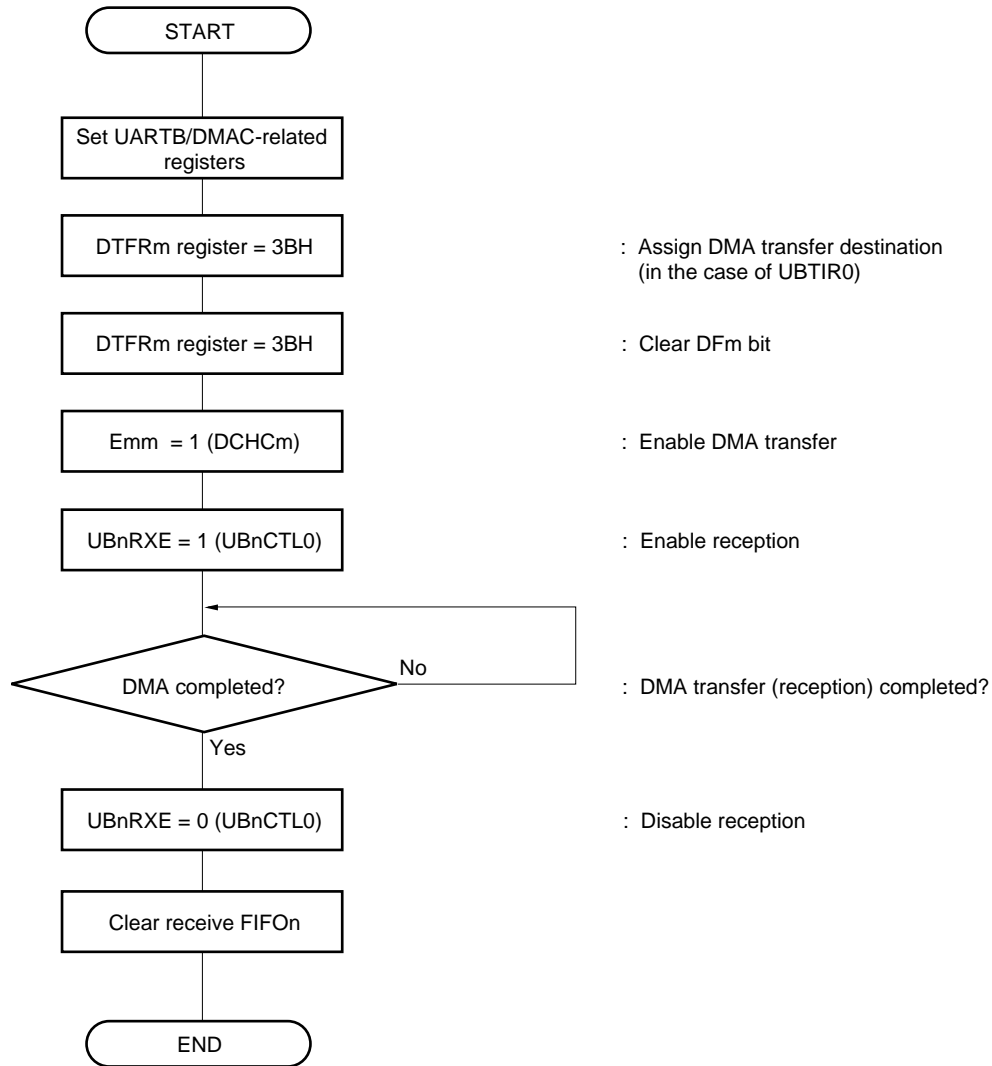 START
Set UARTB/DMAC-related
registers
DTFRm register = 3BH
: Assign DMA transfer destination
(in the case of UBTIR0)
DTFRm register = 3BH
: Clear DFm bit
Emm = 1 (DCHCm)
: Enable DMA transfer
UBnRXE = 1 (UBnCTL0)
: Enable reception
DMA completed?
No
: DMA transfer (reception) completed?
Yes
UBnRXE = 0 (UBnCTL0)
: Disable reception
Clear receive FIFOn
END